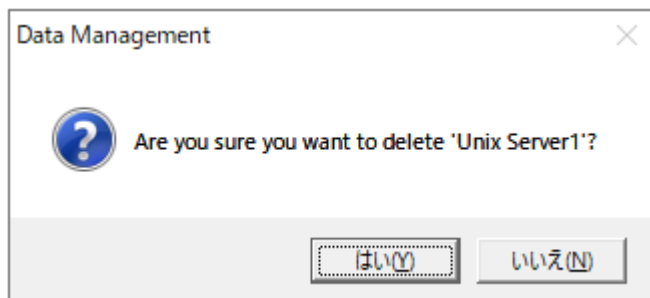 Data Management
Are you sure you want to delete 'Unix Server1'?
はい(Y)
いいえ(N)